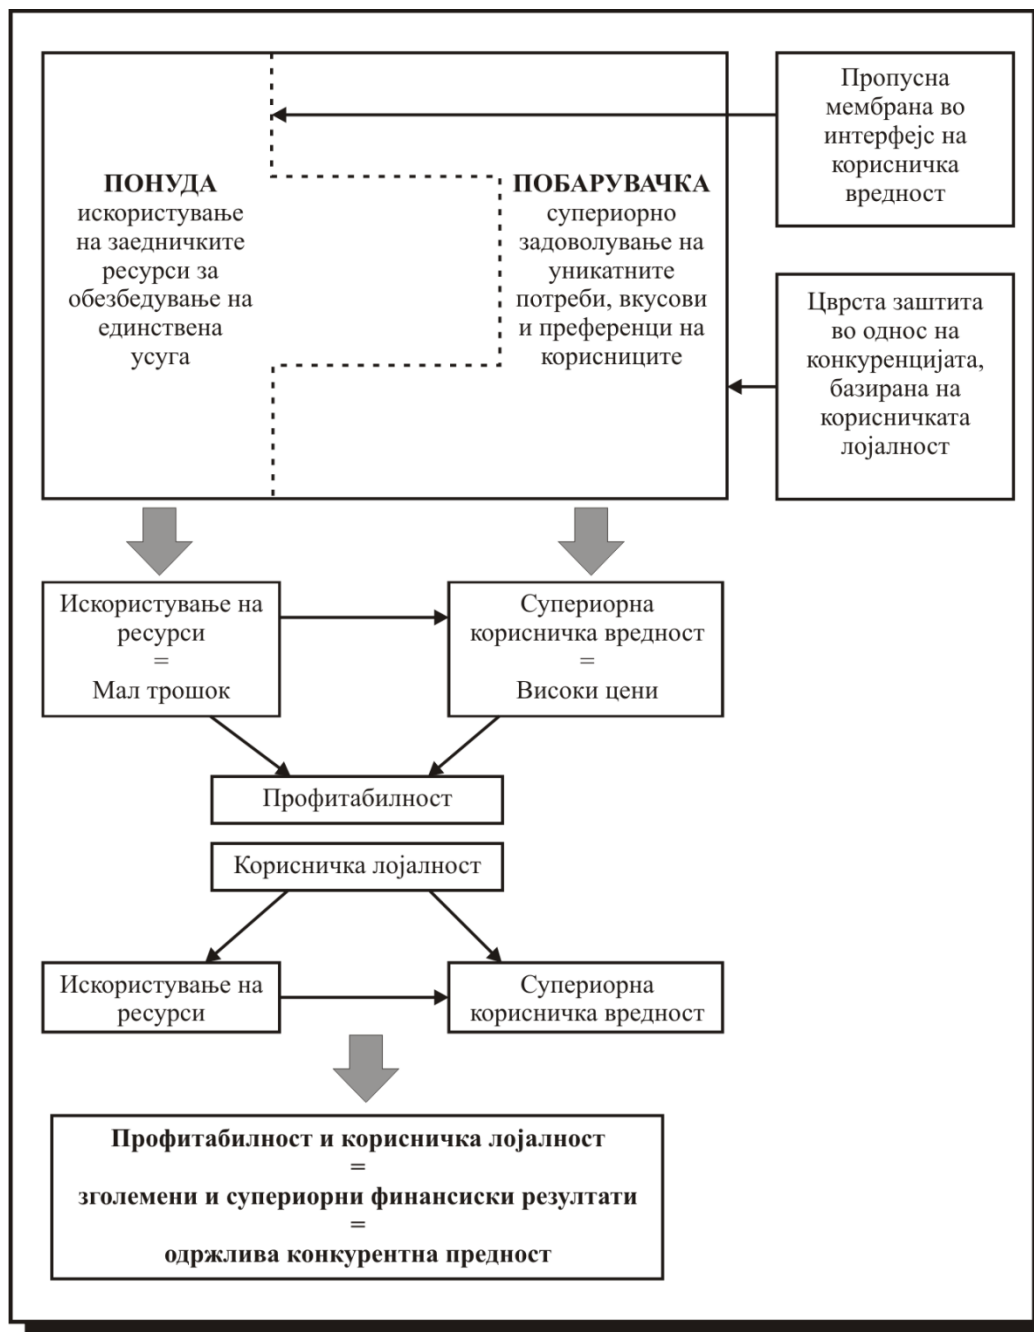 Пропусна
мембрана во
интерфејс на
корисничка
вредност
ПОНУДА
искористување
на заедничките
ресурси за
обезбедување на
единствена
усуга
ПОБАРУВАЧКА
супериорно
задоволување на
уникатните
потреби, вкусови
и преференци на
корисниците
Цврста заштита
во однос на
конкуренцијата,
базирана на
корисничката
лојалност
Искористување на
ресурси
=
Мал трошок
Супериорна
корисничка вредност
=
Високи цени
Профитабилност
Корисничка лојалност
Искористување на
ресурси
Супериорна
корисничка вредност
Профитабилност и корисничка лојалност
=
зголемени и супериорни финансиски резултати
=
одржлива конкурентна предност